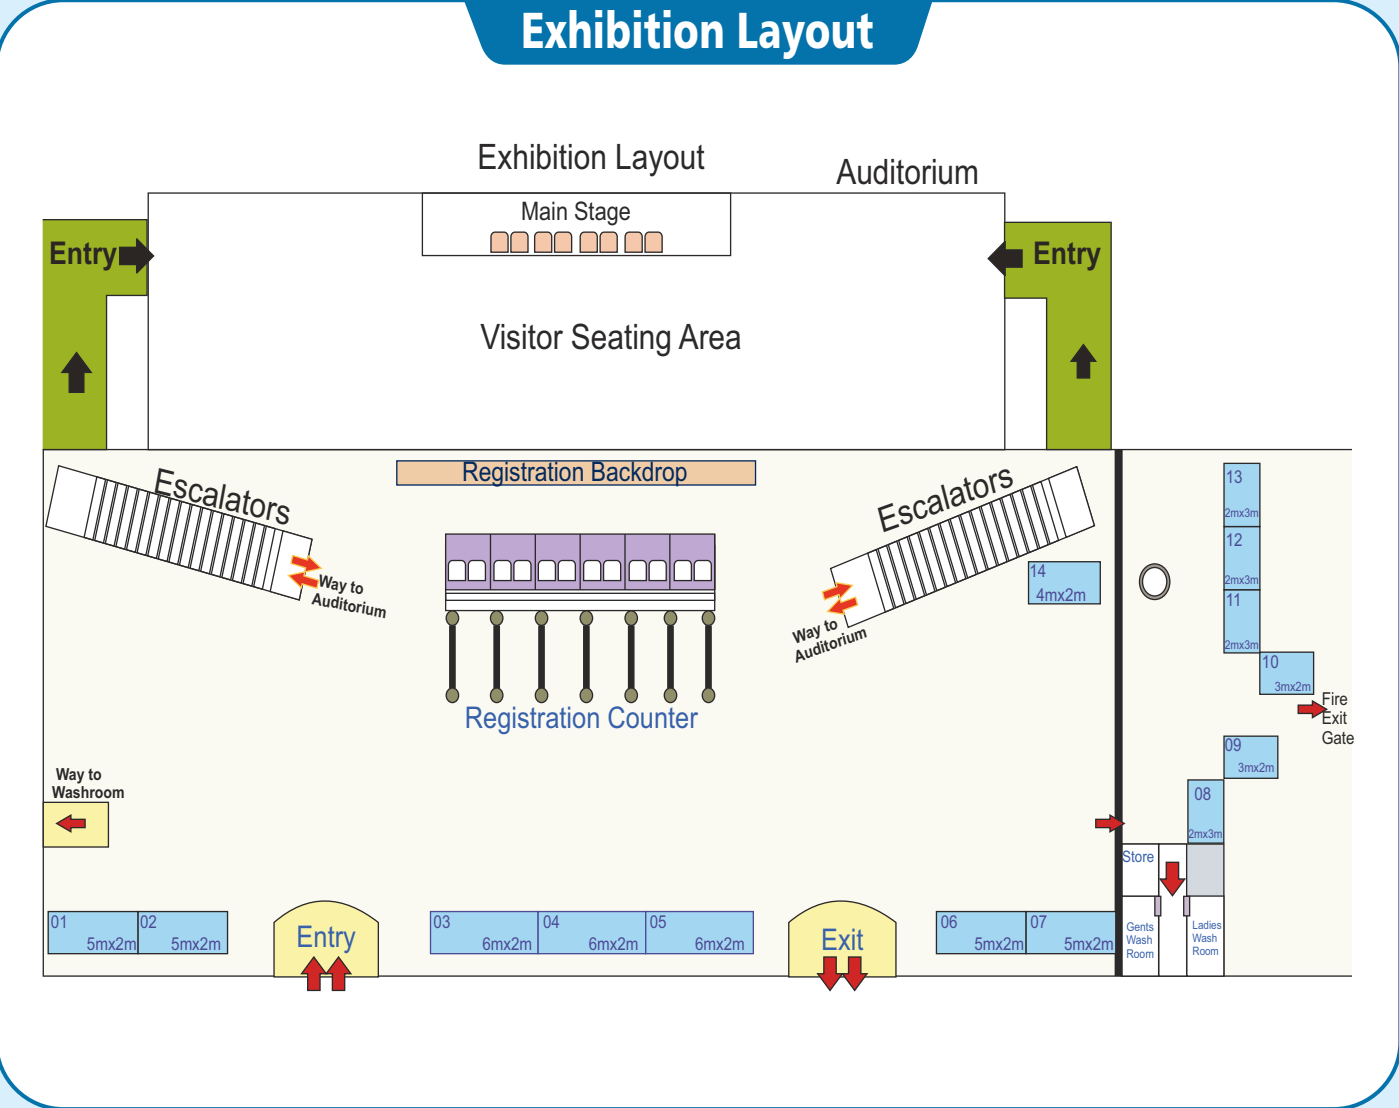 Exhibition Layout
Exhibition Layout
Auditorium
Main Stage
Entry
Entry
Visitor Seating Area
Registration Backdrop
Escalators
Escalators
Way to
Auditorium
Way to
Auditorium
Registration Counter
13
2mx3m
12
2mx3m
11
2mx3m
14
4mx2m
10
3mx2m
Fire
Exit
Gate
09
3mx2m
08
2mx3m
Way to
Washroom
Store
Gents
Wash
Room
Ladies
Wash
Room
01
5mx2m
02
5mx2m
Entry
03
6mx2m
04
6mx2m
05
6mx2m
Exit
06
5mx2m
07
5mx2m